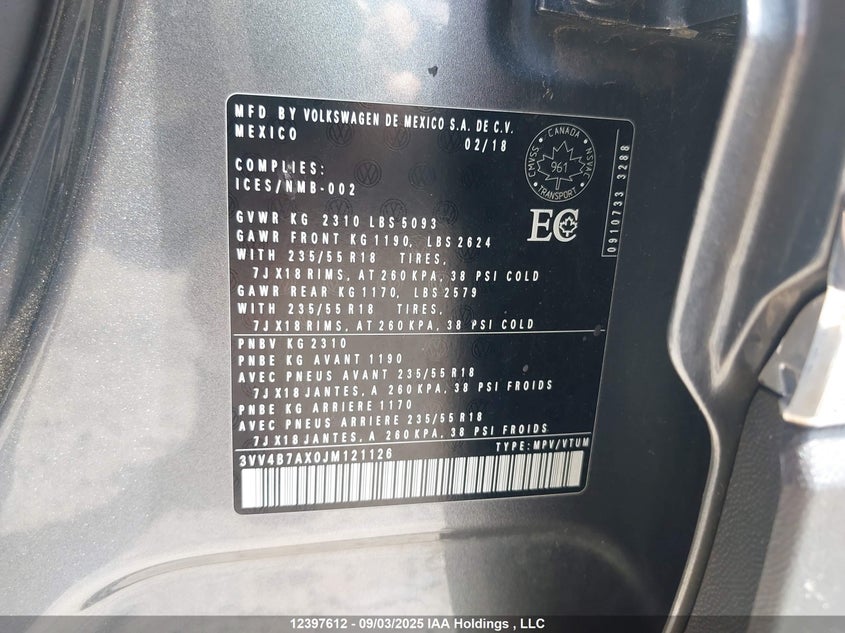 MFD BY VOLKSWAGEN DE MEXICO S.A. DE C.V.
MEXICO 02/18
COMPLIES:
ICES/NMB-002
CANADA
CMVSS
961
NSVAC
TRANSPORT
EC
0910733 3288
GVWR KG 2310 LBS 5093
GAWR FRONT KG 1190, LBS 2624
WITH 235/55 R18 TIRES,
7J X18 RIMS, AT 260 KPA, 38 PSI COLD
GAWR REAR KG 1170, LBS 2579
WITH 235/55 R18 TIRES,
7J X18 RIMS, AT 260 KPA, 38 PSI COLD
PNBV KG 2310
PNBE KG AVANT 1190
AVEC PNEUS AVANT 235/55 R18
7J X18 JANTES, A 260 KPA, 38 PSI FROIDS
PNBE KG ARRIERE 1170
AVEC PNEUS ARRIERE 235/55 R18
7J X18 JANTES, A 260 KPA, 38 PSI FROIDS
3VV4B7AX0JM121126 TYPE: MPV/VTUM
12397612 - 09/03/2025 IAA Holdings , LLC